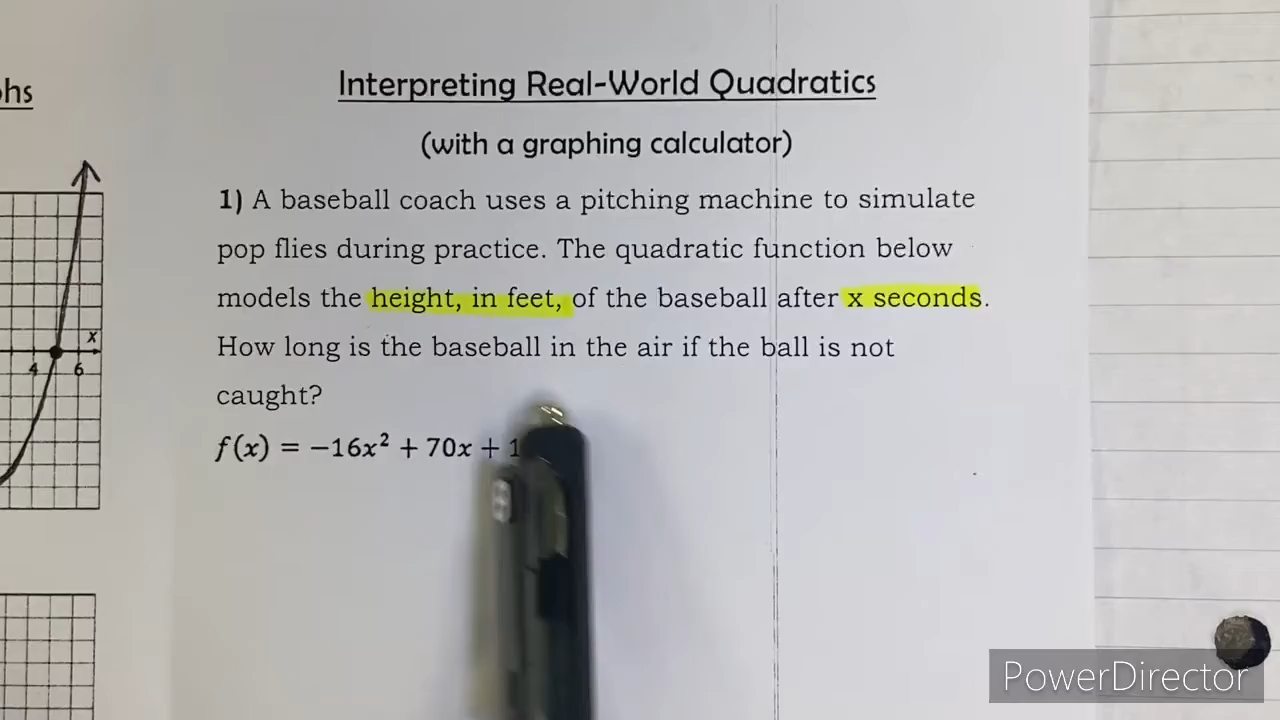 hs
Interpreting Real-World Quadratics
(with a graphing calculator)
1) A baseball coach uses a pitching machine to simulate
pop flies during practice. The quadratic function below
models the height, in feet, of the baseball after x seconds.
How long is the baseball in the air if the ball is not
caught?
f(x) = −16x² + 70x + 1
x
4 6
PowerDirector